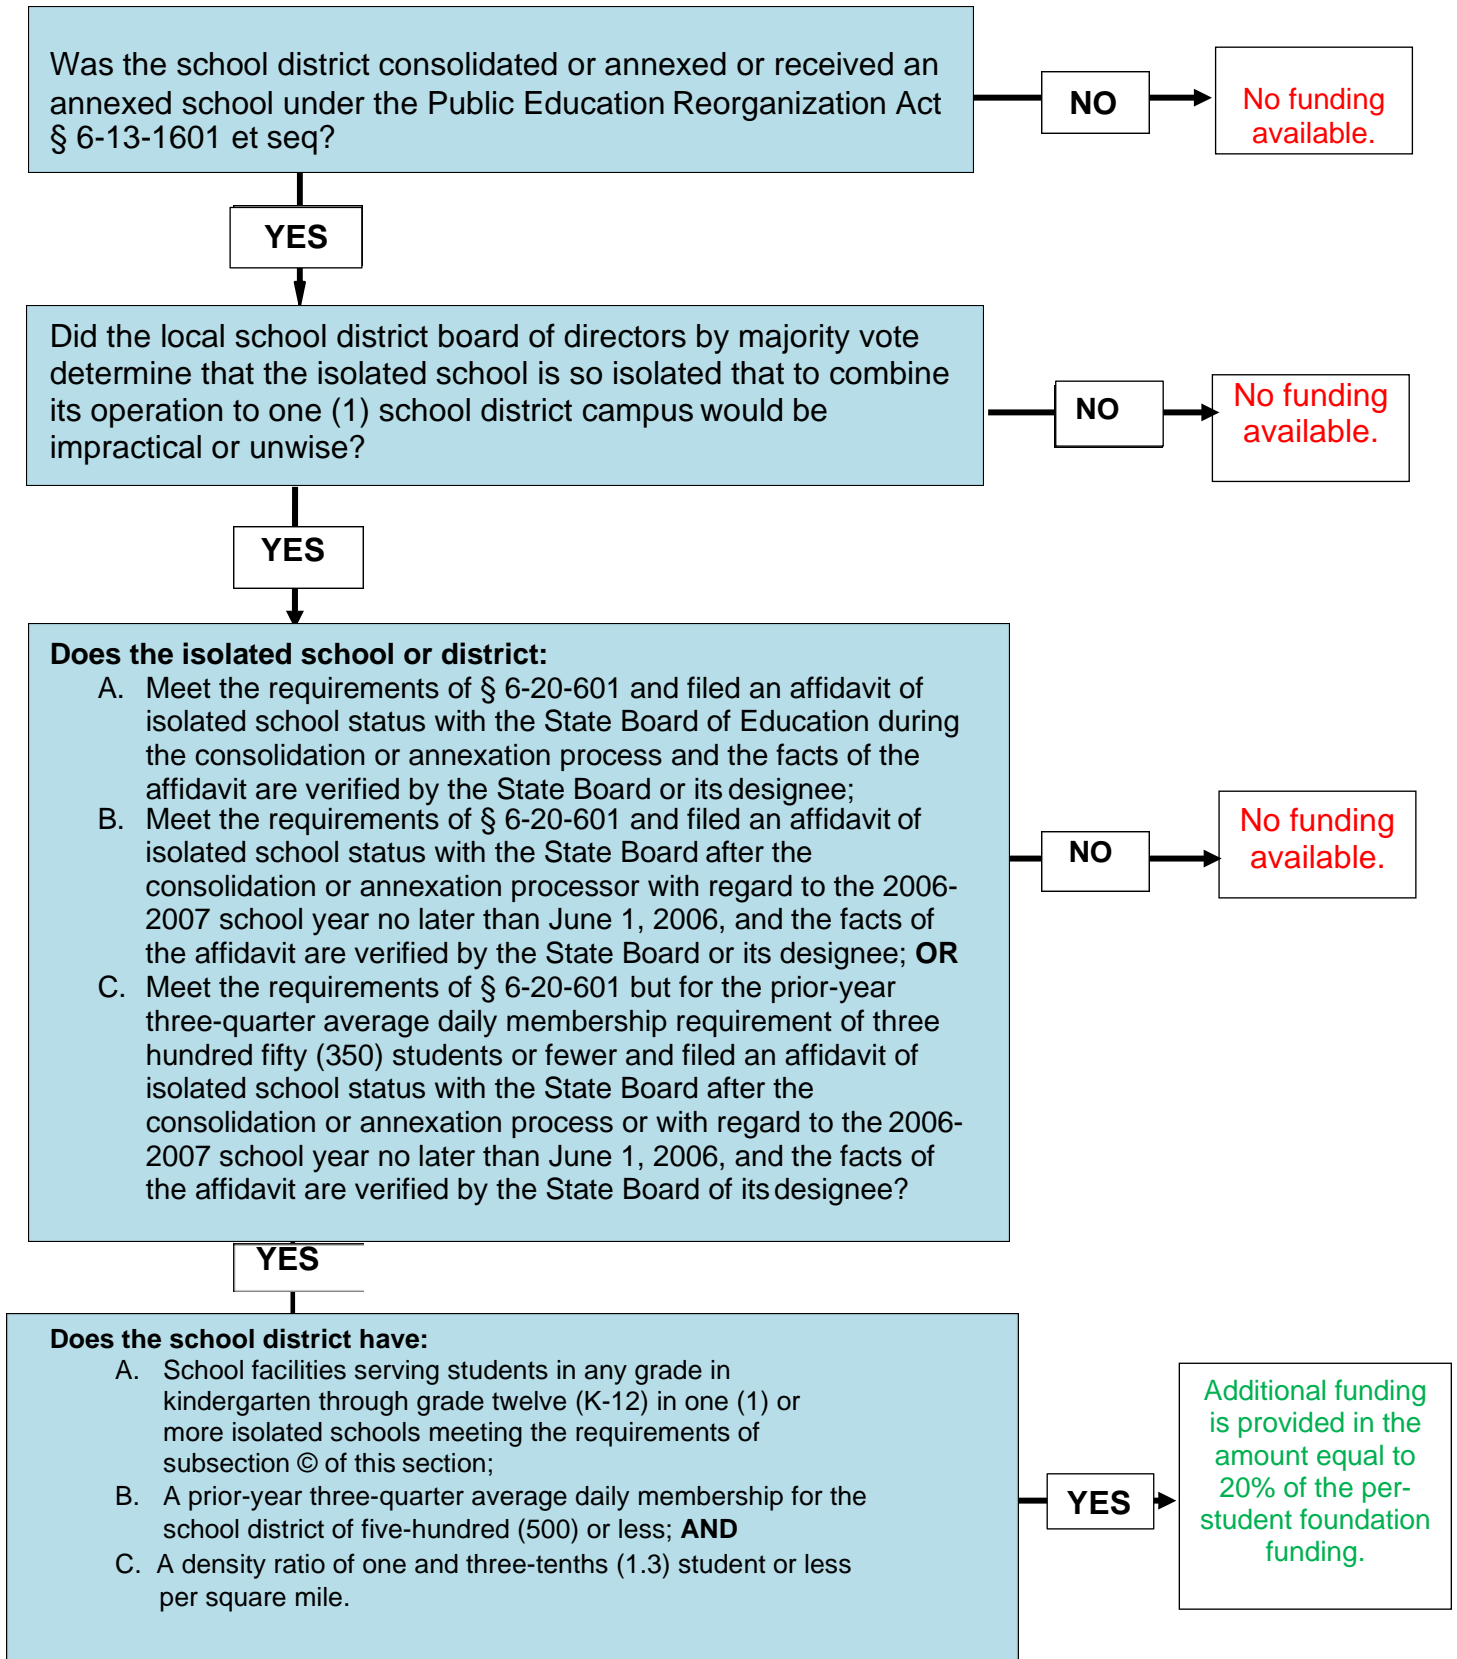 Was the school district consolidated or annexed or received an
annexed school under the Public Education Reorganization Act
§ 6-13-1601 et seq?
NO
No funding
available.
YES
Did the local school district board of directors by majority vote
determine that the isolated school is so isolated that to combine
its operation to one (1) school district campus would be
impractical or unwise?
NO
No funding
available.
YES
Does the isolated school or district:
A. Meet the requirements of § 6-20-601 and filed an affidavit of
isolated school status with the State Board of Education during
the consolidation or annexation process and the facts of the
affidavit are verified by the State Board or its designee;
B. Meet the requirements of § 6-20-601 and filed an affidavit of
isolated school status with the State Board after the
consolidation or annexation processor with regard to the 2006-
2007 school year no later than June 1, 2006, and the facts of
the affidavit are verified by the State Board or its designee; OR
C. Meet the requirements of § 6-20-601 but for the prior-year
three-quarter average daily membership requirement of three
hundred fifty (350) students or fewer and filed an affidavit of
isolated school status with the State Board after the
consolidation or annexation process or with regard to the 2006-
2007 school year no later than June 1, 2006, and the facts of
the affidavit are verified by the State Board of its designee?
NO
No funding
available.
YES
Does the school district have:
A. School facilities serving students in any grade in
kindergarten through grade twelve (K-12) in one (1) or
more isolated schools meeting the requirements of
subsection © of this section;
B. A prior-year three-quarter average daily membership for the
school district of five-hundred (500) or less; AND
C. A density ratio of one and three-tenths (1.3) student or less
per square mile.
YES
Additional funding
is provided in the
amount equal to
20% of the per-
student foundation
funding.